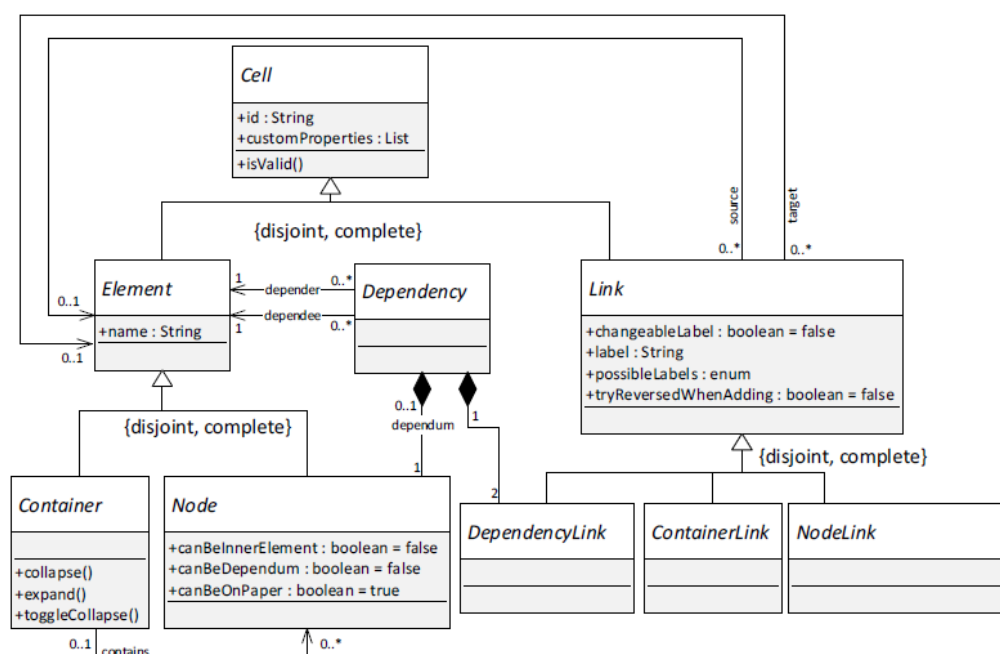 Cell
+id : String
+customProperties : List
+isValid()
source
target
{disjoint, complete}
0..*
0..*
Element
+name : String
0..1
0..1
1
depender
0..*
1
dependee
0..*
Dependency
Link
+changeableLabel : boolean = false
+label : String
+possibleLabels : enum
+tryReversedWhenAdding : boolean = false
{disjoint, complete}
0..1
dependum
1
1
2
{disjoint, complete}
Container
+collapse()
+expand()
+toggleCollapse()
Node
+canBeInnerElement : boolean = false
+canBeDependum : boolean = false
+canBeOnPaper : boolean = true
DependencyLink
ContainerLink
NodeLink
0..1
contains
0..*